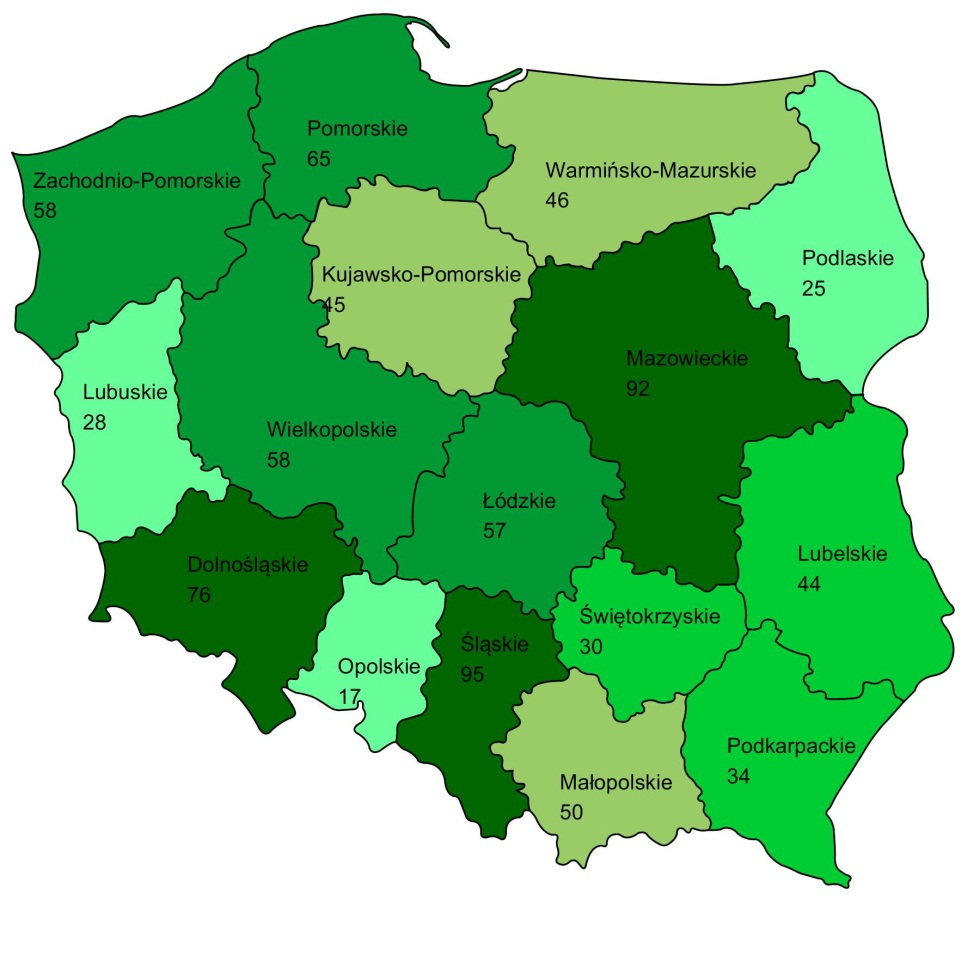 Pomorskie
65
Warmińsko-Mazurskie
46
Zachodnio-Pomorskie
58
Podlaskie
25
Kujawsko-Pomorskie
45
Mazowieckie
92
Lubuskie
28
Wielkopolskie
58
Łódzkie
57
Lubelskie
44
Dolnośląskie
76
Świętokrzyskie
30
Śląskie
95
Opolskie
17
Podkarpackie
34
Małopolskie
50